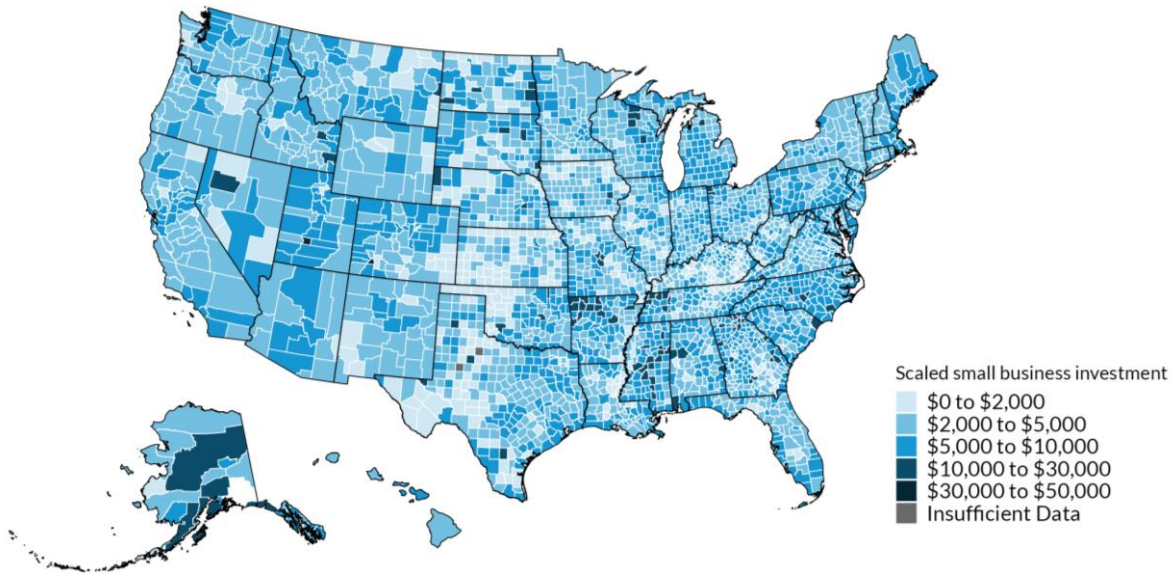 Scaled small business investment
$0 to $2,000
$2,000 to $5,000
$5,000 to $10,000
$10,000 to $30,000
$30,000 to $50,000
Insufficient Data